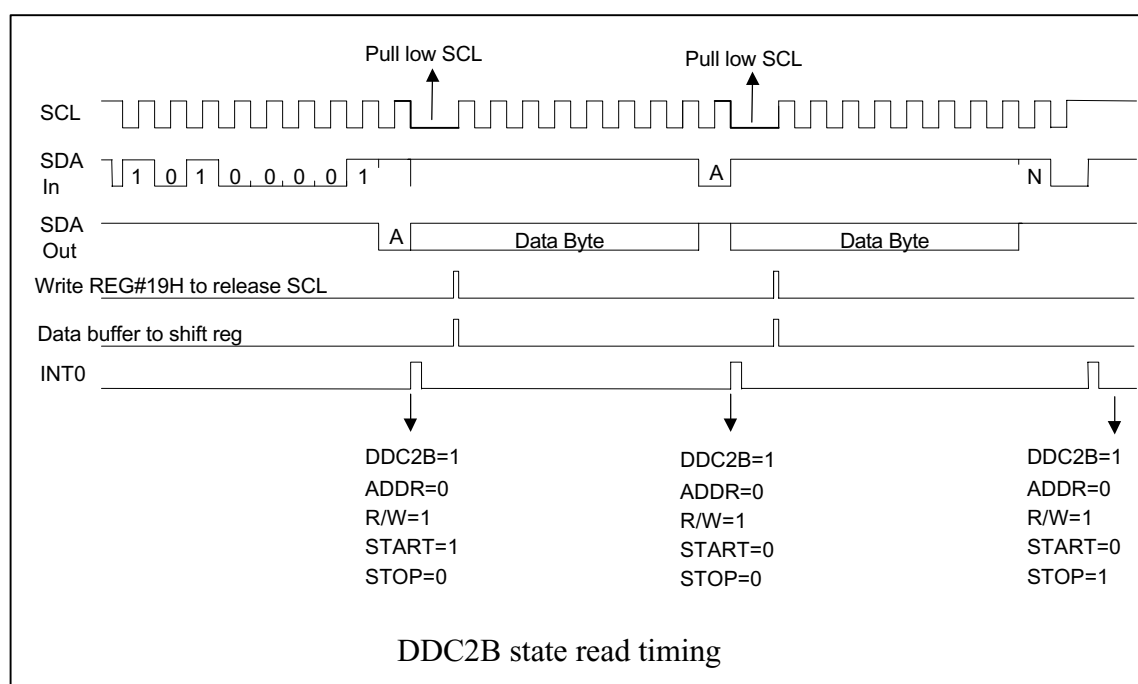 Pull low SCL
Pull low SCL
SCL
SDA
In
1 0 1 0 0 0 0 1
A
N
SDA
Out
A
Data Byte
Data Byte
Write REG#19H to release SCL
Data buffer to shift reg
INT0
DDC2B=1
ADDR=0
R/W=1
START=1
STOP=0
DDC2B=1
ADDR=0
R/W=1
START=0
STOP=0
DDC2B=1
ADDR=0
R/W=1
START=0
STOP=1
DDC2B state read timing